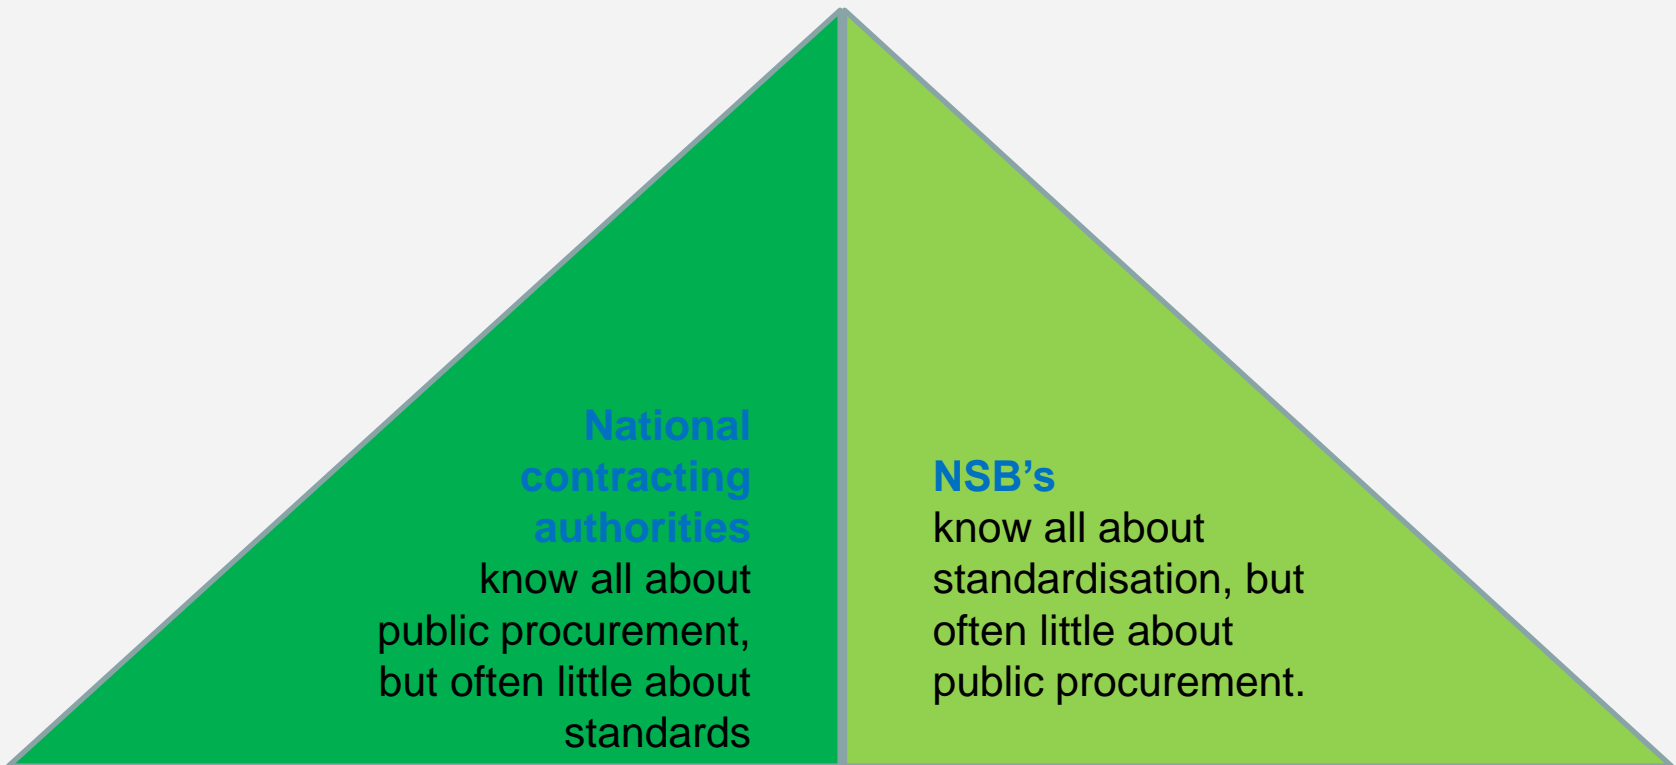 National
contracting
authorities
know all about
public procurement,
but often little about
standards
NSB’s
know all about
standardisation, but
often little about
public procurement.